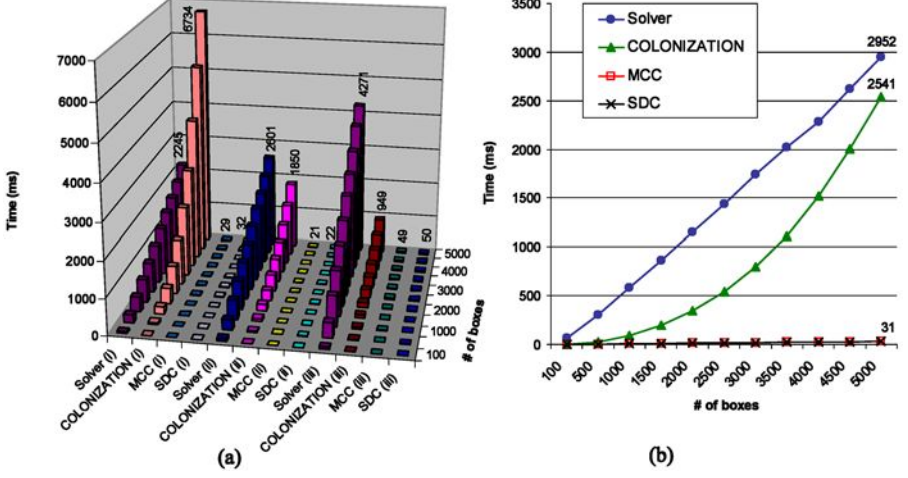 7000
6000
5000
4000
3000
2000
1000
0
Time (ms)
2245
6734
29
32
2601
1850
21
22
4271
949
49
50
5000
4000
3000
2000
1000
100
# of boxes
Solver (i)
COLONIZATION (i)
MCC (i)
SDC (i)
Solver (ii)
COLONIZATION (ii)
MCC (ii)
SDC (ii)
Solver (iii)
COLONIZATION (iii)
MCC (iii)
SDC (iii)
(a)
3500
3000
2500
2000
1500
1000
500
0
Time (ms)
Solver
COLONIZATION
MCC
SDC
2952
2541
31
100
500
1000
1500
2000
2500
3000
3500
4000
4500
5000
# of boxes
(b)